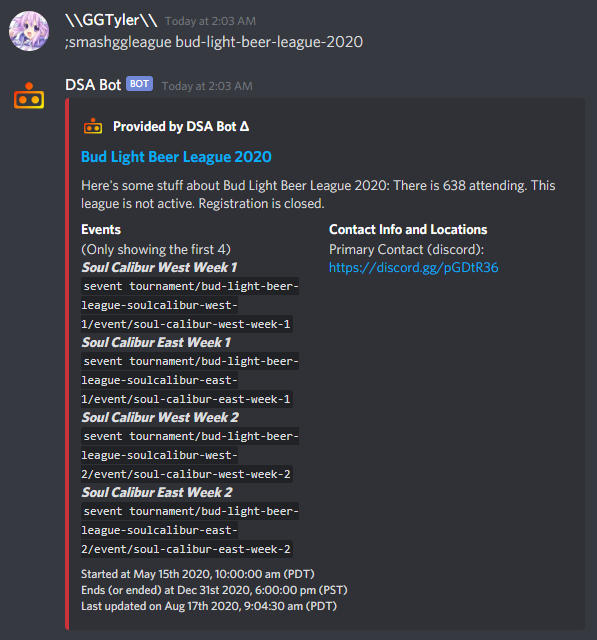 \\GGTyler\\ Today at 2:03 AM
;smashggleague bud-light-beer-league-2020
DSA Bot BOT Today at 2:03 AM
Provided by DSA Bot Δ
Bud Light Beer League 2020
Here's some stuff about Bud Light Beer League 2020: There is 638 attending. This
league is not active. Registration is closed.
Events
(Only showing the first 4)
Soul Calibur West Week 1
sevent tournament/bud-light-beer-
league-soulcalibur-west-
1/event/soul-calibur-west-week-1
Soul Calibur East Week 1
sevent tournament/bud-light-beer-
league-soulcalibur-east-
1/event/soul-calibur-east-week-1
Soul Calibur West Week 2
sevent tournament/bud-light-beer-
league-soulcalibur-west-
2/event/soul-calibur-west-week-2
Soul Calibur East Week 2
sevent tournament/bud-light-beer-
league-soulcalibur-east-
2/event/soul-calibur-east-week-2
Contact Info and Locations
Primary Contact (discord):
https://discord.gg/pGDtR36
Started at May 15th 2020, 10:00:00 am (PDT)
Ends (or ended) at Dec 31st 2020, 6:00:00 pm (PST)
Last updated on Aug 17th 2020, 9:04:30 am (PDT)